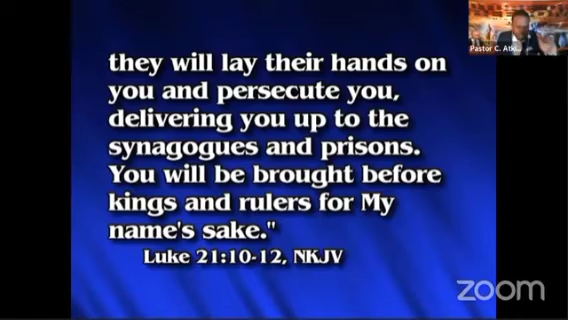 they will lay their hands on
you and persecute you,
delivering you up to the
synagogues and prisons.
You will be brought before
kings and rulers for My
name's sake."
Luke 21:10-12, NKJV
Pastor C.
zoom